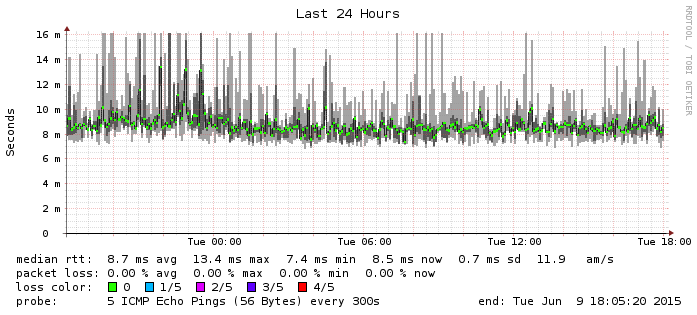 Last 24 Hours
RRDTOOL / TOBI OETIKER
Seconds
16 m
14 m
12 m
10 m
8 m
6 m
4 m
2 m
0
Tue 00:00 Tue 06:00 Tue 12:00 Tue 18:00
median rtt: 8.7 ms avg 13.4 ms max 7.4 ms min 8.5 ms now 0.7 ms sd 11.9 am/s
packet loss: 0.00 % avg 0.00 % max 0.00 % min 0.00 % now
loss color: 0 1/5 2/5 3/5 4/5
probe: 5 ICMP Echo Pings (56 Bytes) every 300s end: Tue Jun 9 18:05:20 2015